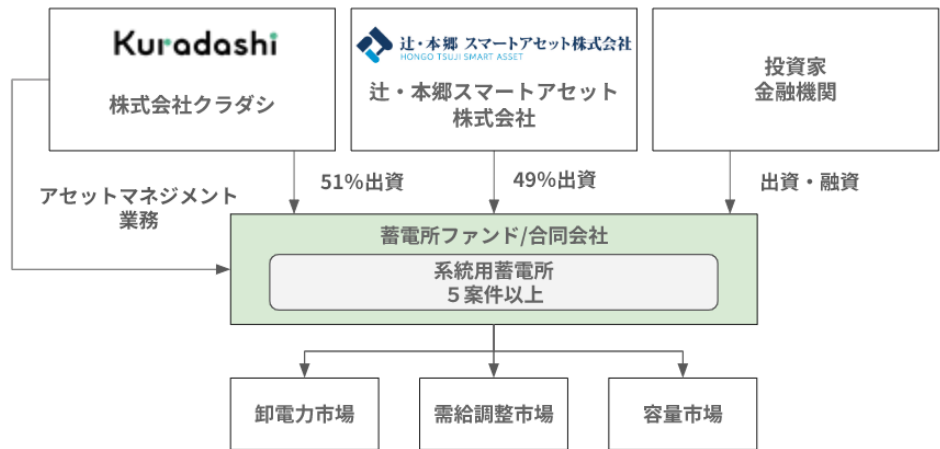 Kuradashi
株式会社クラダシ
辻・本郷 スマートアセット株式会社
HONGO TSUJI SMART ASSET
辻・本郷スマートアセット
株式会社
投資家
金融機関
アセットマネジメント
業務
51%出資
49%出資
出資・融資
蓄電所ファンド/合同会社
系統用蓄電所
５案件以上
卸電力市場
需給調整市場
容量市場